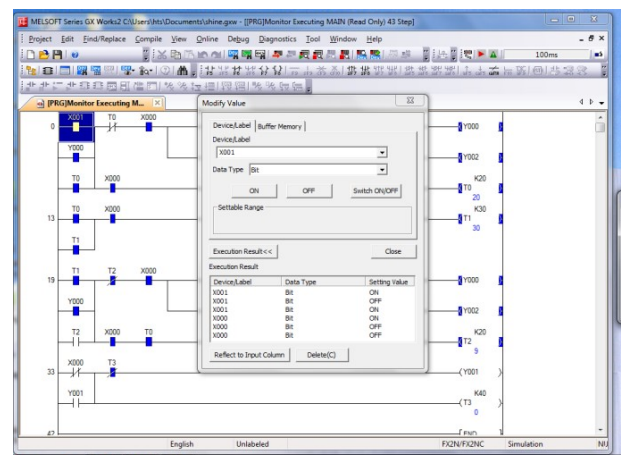 MELSOFT Series GX Works2 C:\Users\hts\Documents\shine.gxw - [[PRG]Monitor Executing MAIN (Read Only) 43 Step]
Project Edit Find/Replace Compile View Online Debug Diagnostics Tool Window Help
100ms
[PRG]Monitor Executing M...
Modify Value
Device/Label Buffer Memory
Device/Label
X001
Data Type Bit
ON OFF Switch ON/OFF
Settable Range
Execution Result<< Close
Execution Result
Device/Label Data Type Setting Value
X001 Bit ON
X001 Bit OFF
X001 Bit ON
X000 Bit ON
X000 Bit OFF
X000 Bit OFF
Reflect to Input Column Delete(C)
0 X001 T0 X000 Y000
Y000 Y002
T0 X000 K20
T0
20
13 T0 X000 K30
T1
30
T1
19 T1 T2 X000 Y000
Y000 Y002
T2 X000 T0 K20
T2
9
33 X000 T3 (Y001 )
Y001 K40
(T3 )
0
42 [END ]
English Unlabeled FX2N/FX2NC Simulation